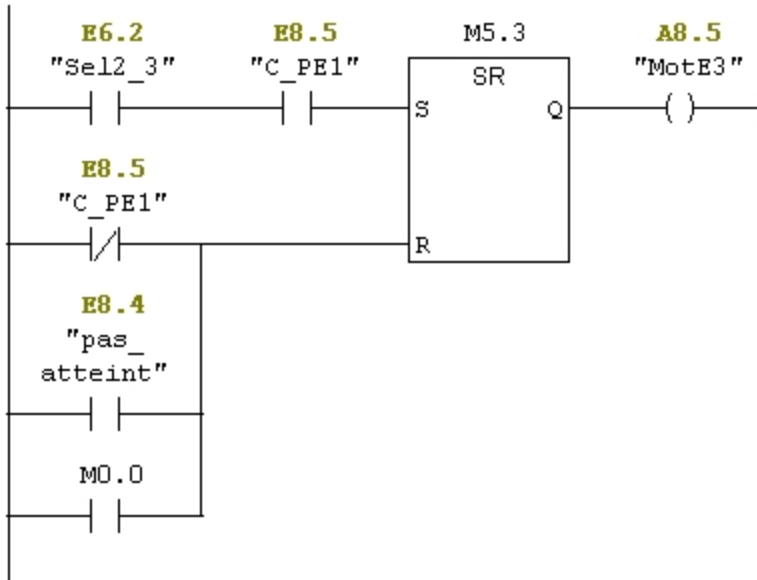 E6.2 E8.5 M5.3 A8.5
"Sel2_3" "C_PE1" SR "MotE3"
S Q
E8.5
"C_PE1"
R
E8.4
"pas_
atteint"
M0.0